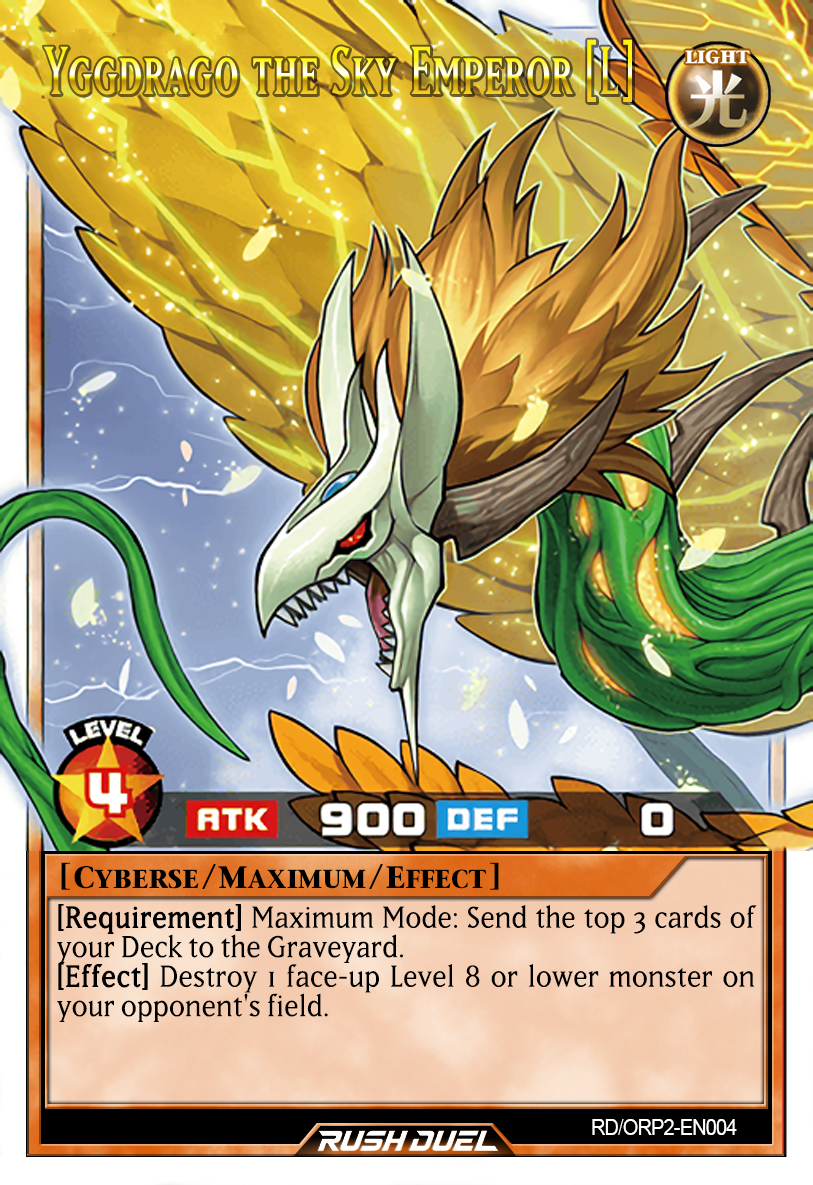 Yggdrago the Sky Emperor [L]
LIGHT
光
LEVEL
4
ATK 900 DEF 0
[Cyberse/Maximum/Effect]
[Requirement] Maximum Mode: Send the top 3 cards of
your Deck to the Graveyard.
[Effect] Destroy 1 face-up Level 8 or lower monster on
your opponent's field.
RD/ORP2-EN004
RUSH DUEL